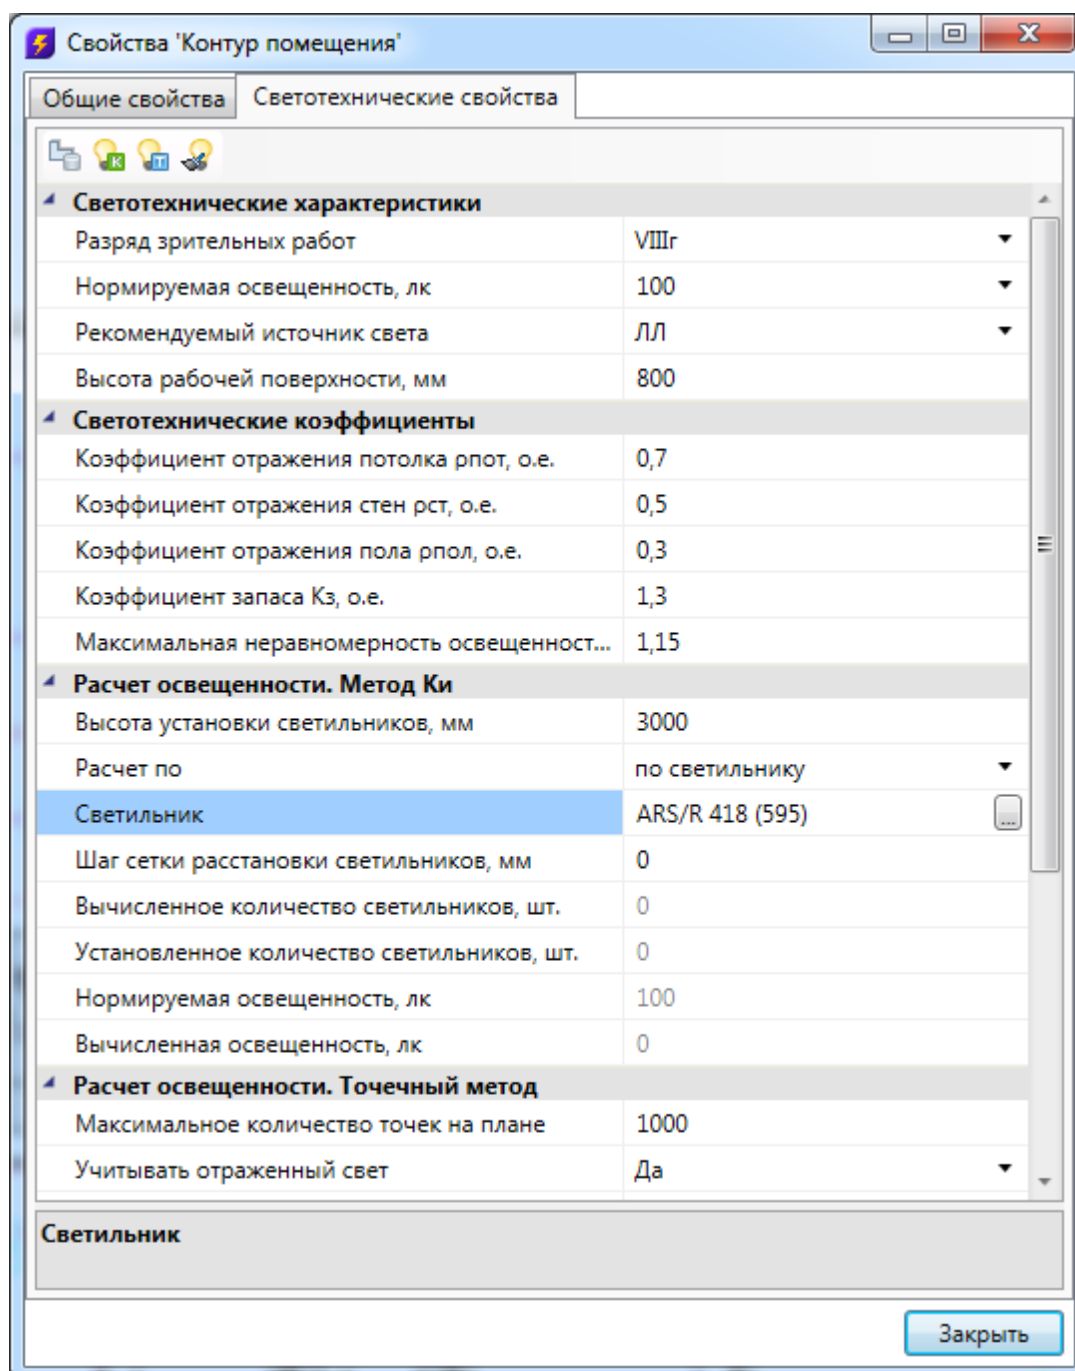 Свойства 'Контур помещения'
Общие свойства Светотехнические свойства
Светотехнические характеристики
Разряд зрительных работ VIIIг
Нормируемая освещенность, лк 100
Рекомендуемый источник света ЛЛ
Высота рабочей поверхности, мм 800
Светотехнические коэффициенты
Коэффициент отражения потолка ρпот, о.е. 0,7
Коэффициент отражения стен ρст, о.е. 0,5
Коэффициент отражения пола ρпол, о.е. 0,3
Коэффициент запаса Кз, о.е. 1,3
Максимальная неравномерность освещенност... 1,15
Расчет освещенности. Метод Ки
Высота установки светильников, мм 3000
Расчет по по светильнику
Светильник ARS/R 418 (595) ...
Шаг сетки расстановки светильников, мм 0
Вычисленное количество светильников, шт. 0
Установленное количество светильников, шт. 0
Нормируемая освещенность, лк 100
Вычисленная освещенность, лк 0
Расчет освещенности. Точечный метод
Максимальное количество точек на плане 1000
Учитывать отраженный свет Да
Светильник
Закрыть